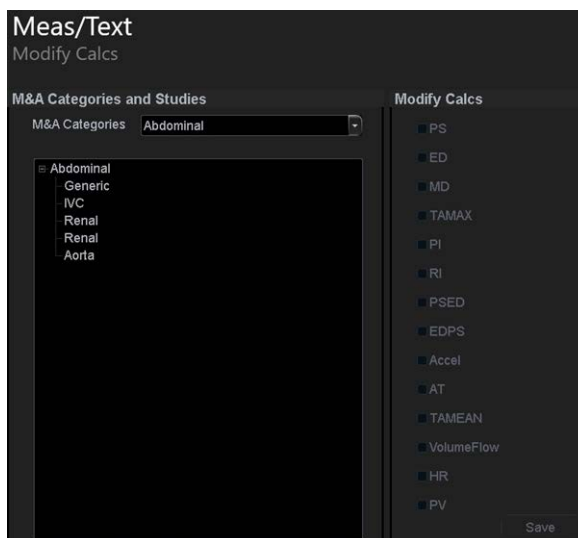 Meas/Text
Modify Calcs
M&A Categories and Studies
M&A Categories Abdominal
Abdominal
Generic
IVC
Renal
Renal
Aorta
Modify Calcs
PS
ED
MD
TAMAX
PI
RI
PSED
EDPS
Accel
AT
TAMEAN
VolumeFlow
HR
PV
Save